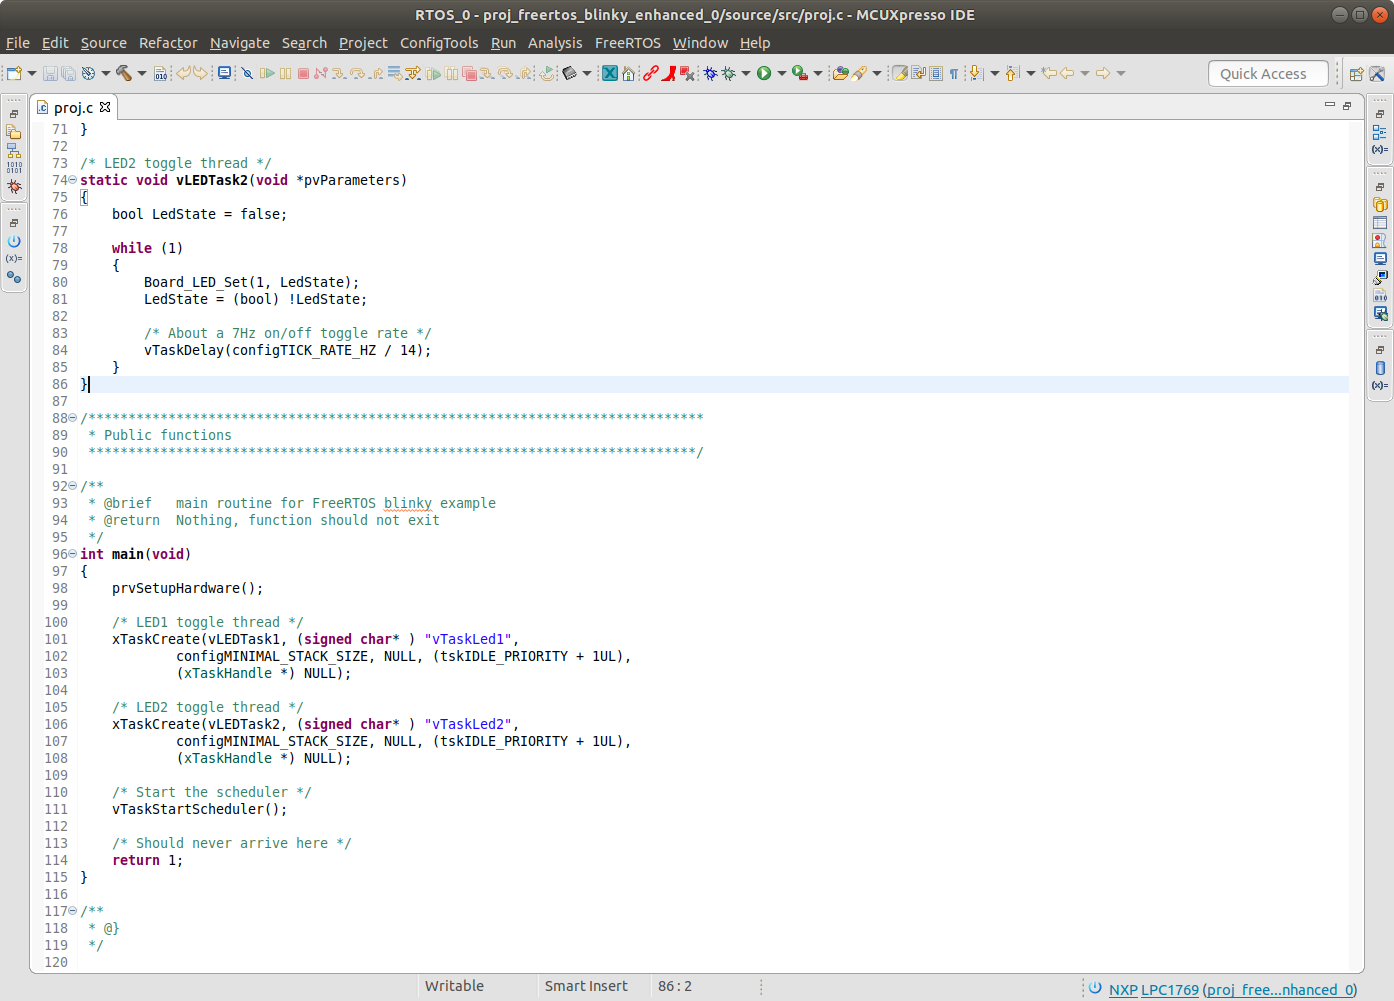 RTOS_0 - proj_freertos_blinky_enhanced_0/source/src/proj.c - MCUXpresso IDE
File Edit Source Refactor Navigate Search Project ConfigTools Run Analysis FreeRTOS Window Help
Quick Access
proj.c
71 }
72
73 /* LED2 toggle thread */
74 static void vLEDTask2(void *pvParameters)
75 {
76     bool LedState = false;
77
78     while (1)
79     {
80         Board_LED_Set(1, LedState);
81         LedState = (bool) !LedState;
82
83         /* About a 7Hz on/off toggle rate */
84         vTaskDelay(configTICK_RATE_HZ / 14);
85     }
86 }
87
88 /*****************************************************************************
89  * Public functions
90  ****************************************************************************/
91
92 /**
93  * @brief   main routine for FreeRTOS blinky example
94  * @return  Nothing, function should not exit
95  */
96 int main(void)
97 {
98     prvSetupHardware();
99
100     /* LED1 toggle thread */
101     xTaskCreate(vLEDTask1, (signed char* ) "vTaskLed1",
102             configMINIMAL_STACK_SIZE, NULL, (tskIDLE_PRIORITY + 1UL),
103             (xTaskHandle *) NULL);
104
105     /* LED2 toggle thread */
106     xTaskCreate(vLEDTask2, (signed char* ) "vTaskLed2",
107             configMINIMAL_STACK_SIZE, NULL, (tskIDLE_PRIORITY + 1UL),
108             (xTaskHandle *) NULL);
109
110     /* Start the scheduler */
111     vTaskStartScheduler();
112
113     /* Should never arrive here */
114     return 1;
115 }
116
117 /**
118  * @}
119  */
120
Writable Smart Insert 86 : 2 NXP LPC1769 (proj_free...nhanced_0)